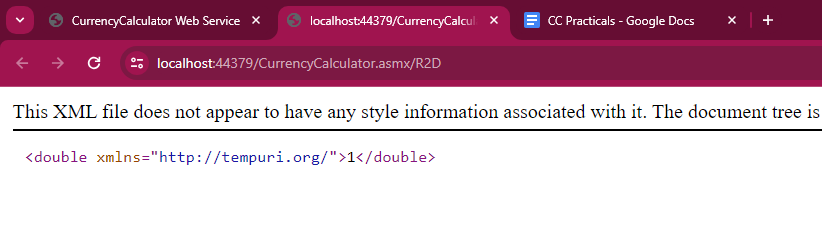 CurrencyCalculator Web Service
localhost:44379/CurrencyCalcul
CC Practicals - Google Docs
localhost:44379/CurrencyCalculator.asmx/R2D
This XML file does not appear to have any style information associated with it. The document tree is
<double xmlns="http://tempuri.org/">1</double>